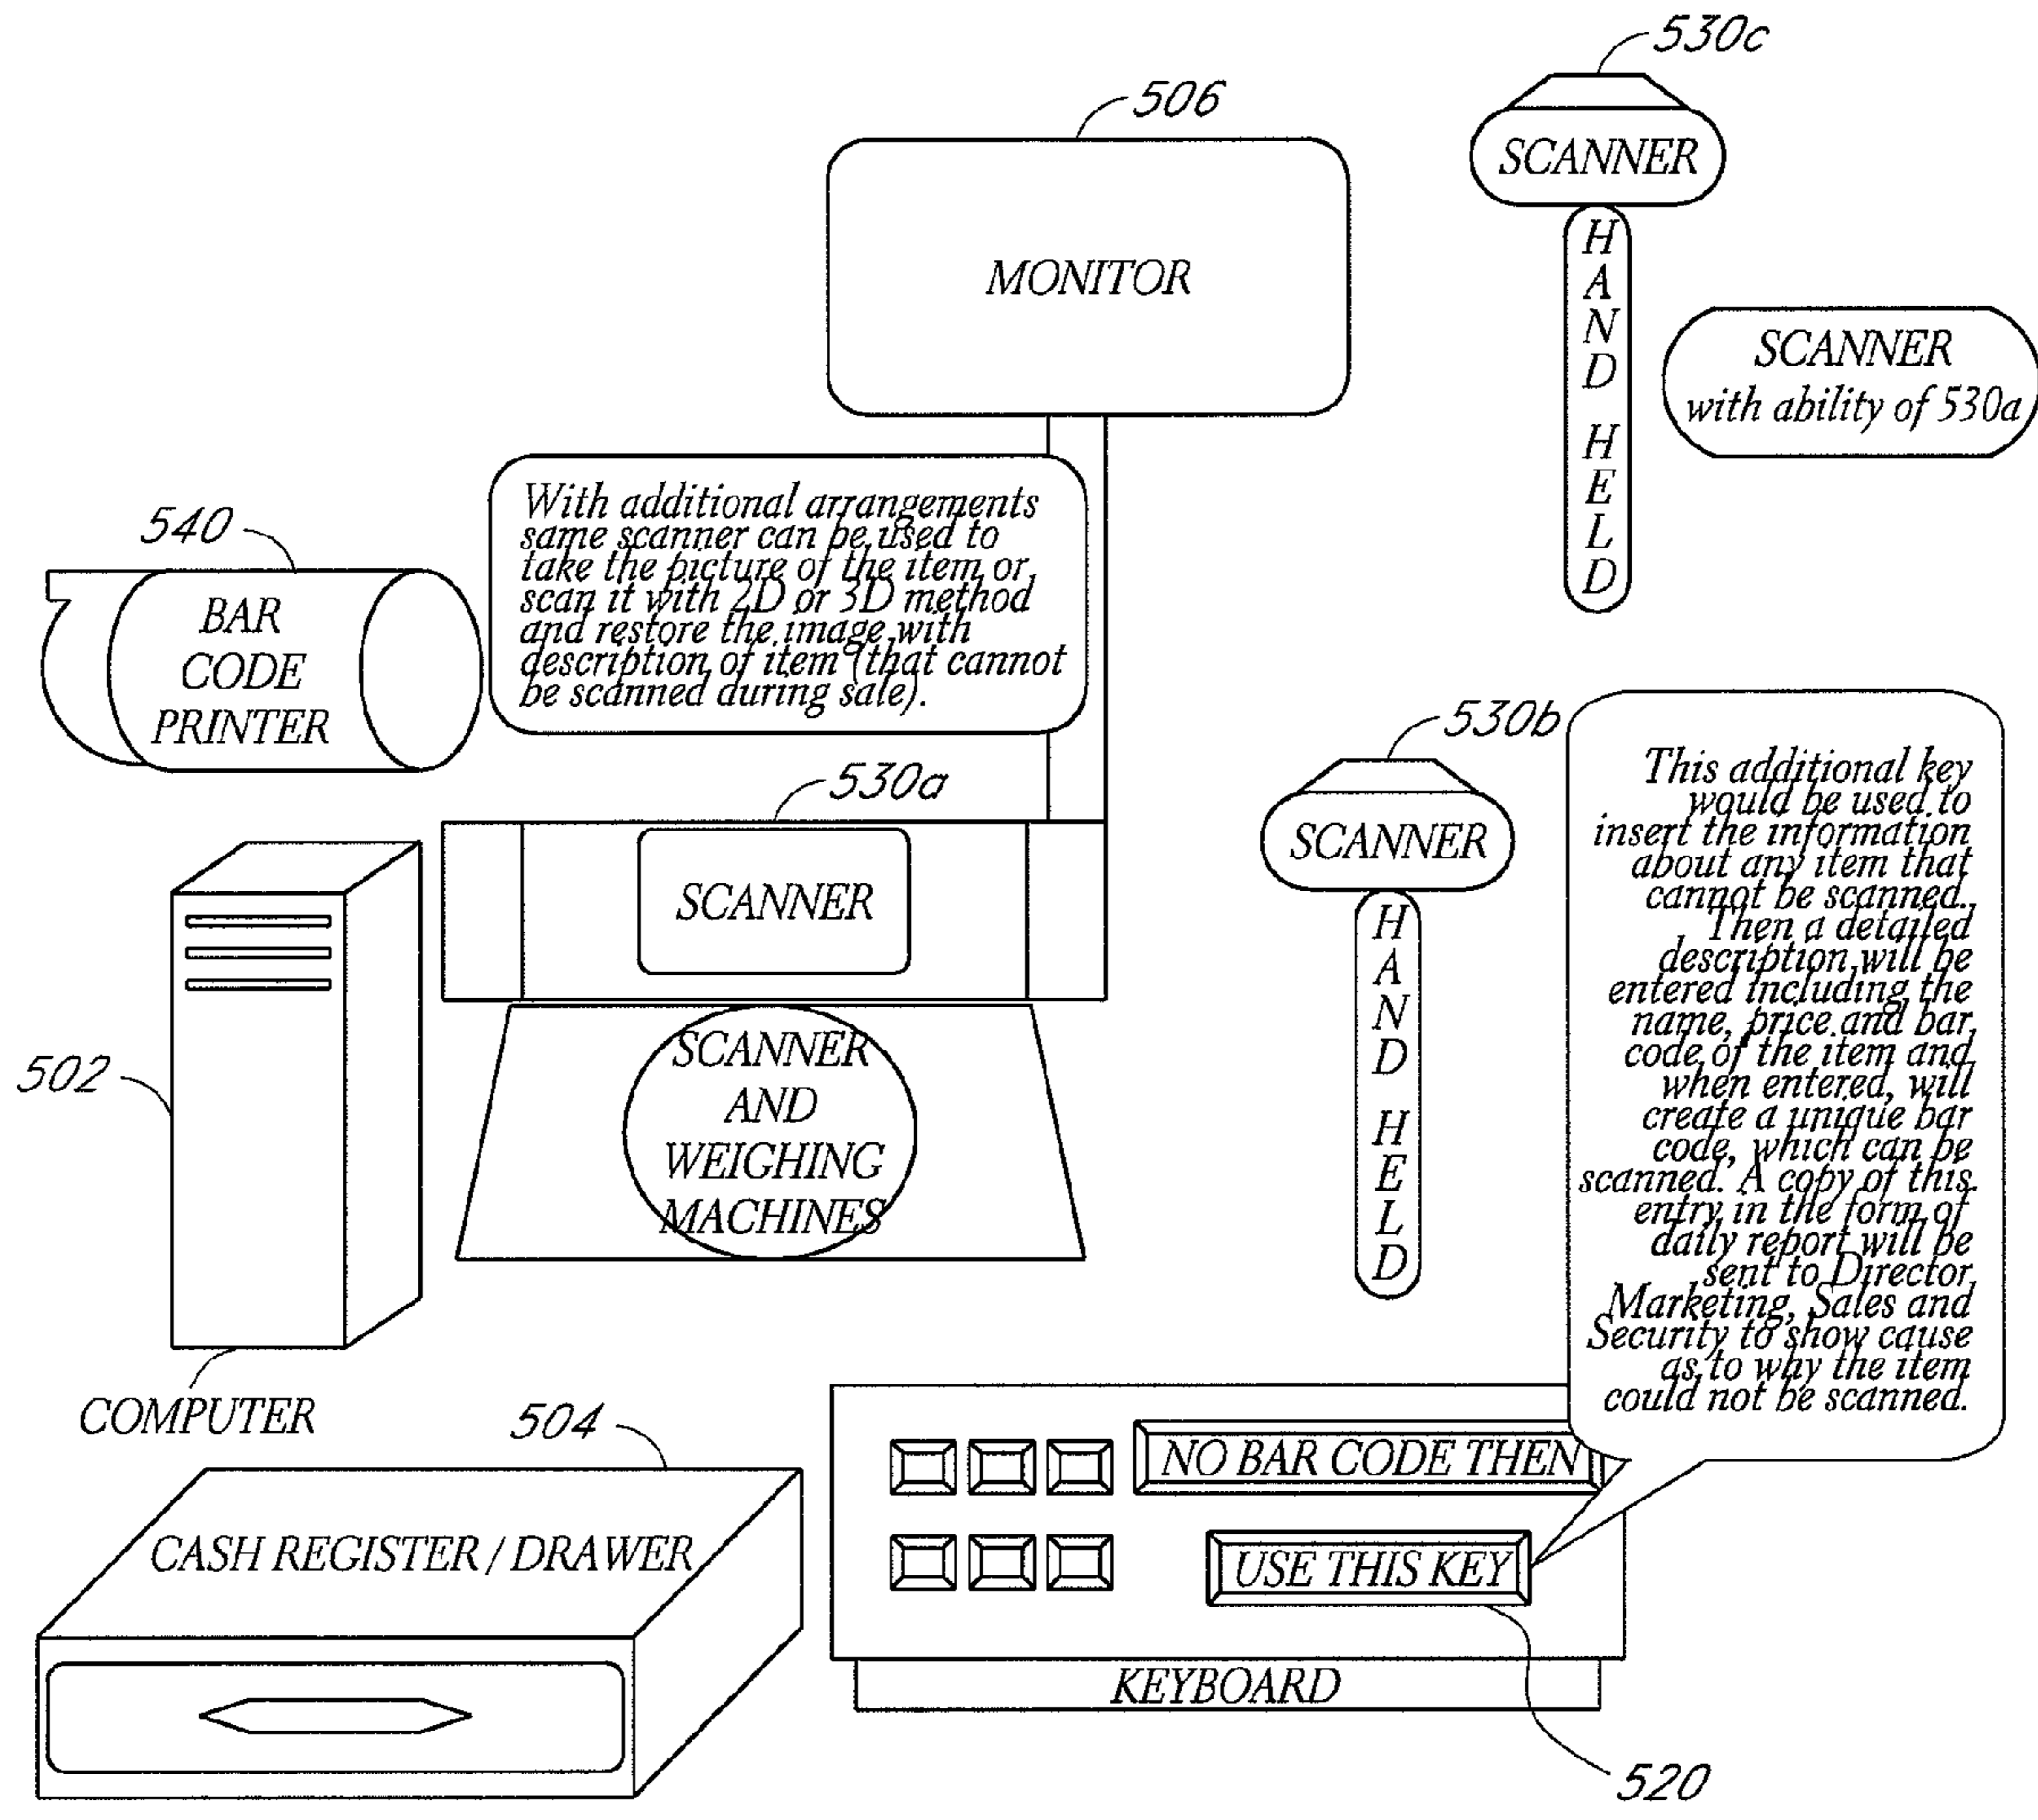 530c
506
SCANNER
MONITOR
HAND HELD
SCANNER
with ability of 530a
With additional arrangements
same scanner can be used to
take the picture of the item or
scan it with 2D or 3D method
and restore the image with
description of item (that cannot
be scanned during sale).
540
BAR
CODE
PRINTER
530a
SCANNER
SCANNER
AND
WEIGHING
MACHINES
530b
SCANNER
HAND HELD
This additional key
would be used to
insert the information
about any item that
cannot be scanned.
Then a detailed
description will be
entered including the
name, price and bar
code of the item and
when entered, will
create a unique bar
code, which can be
scanned. A copy of this
entry in the form of
daily report will be
sent to Director
Marketing, Sales and
Security to show cause
as to why the item
could not be scanned.
502
COMPUTER
504
CASH REGISTER / DRAWER
NO BAR CODE THEN
USE THIS KEY
KEYBOARD
520